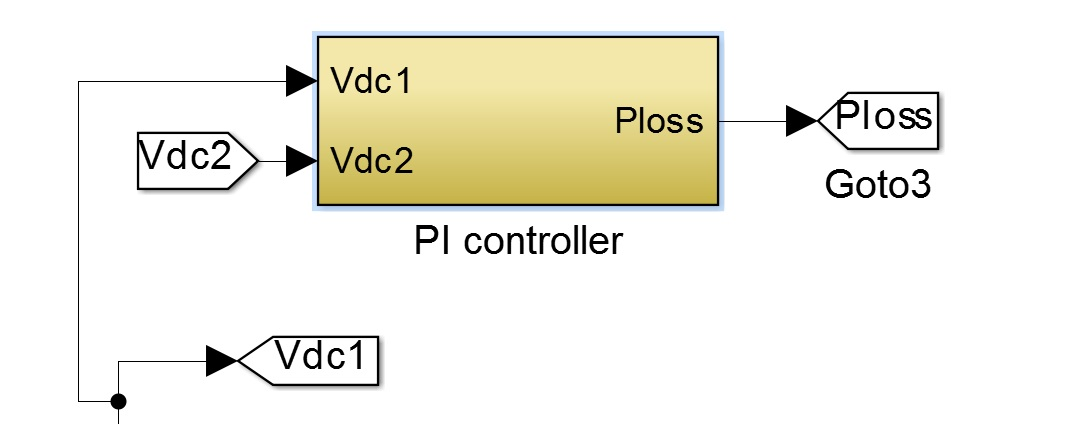 Vdc1
Ploss
Ploss
Vdc2
Vdc2
Goto3
PI controller
Vdc1